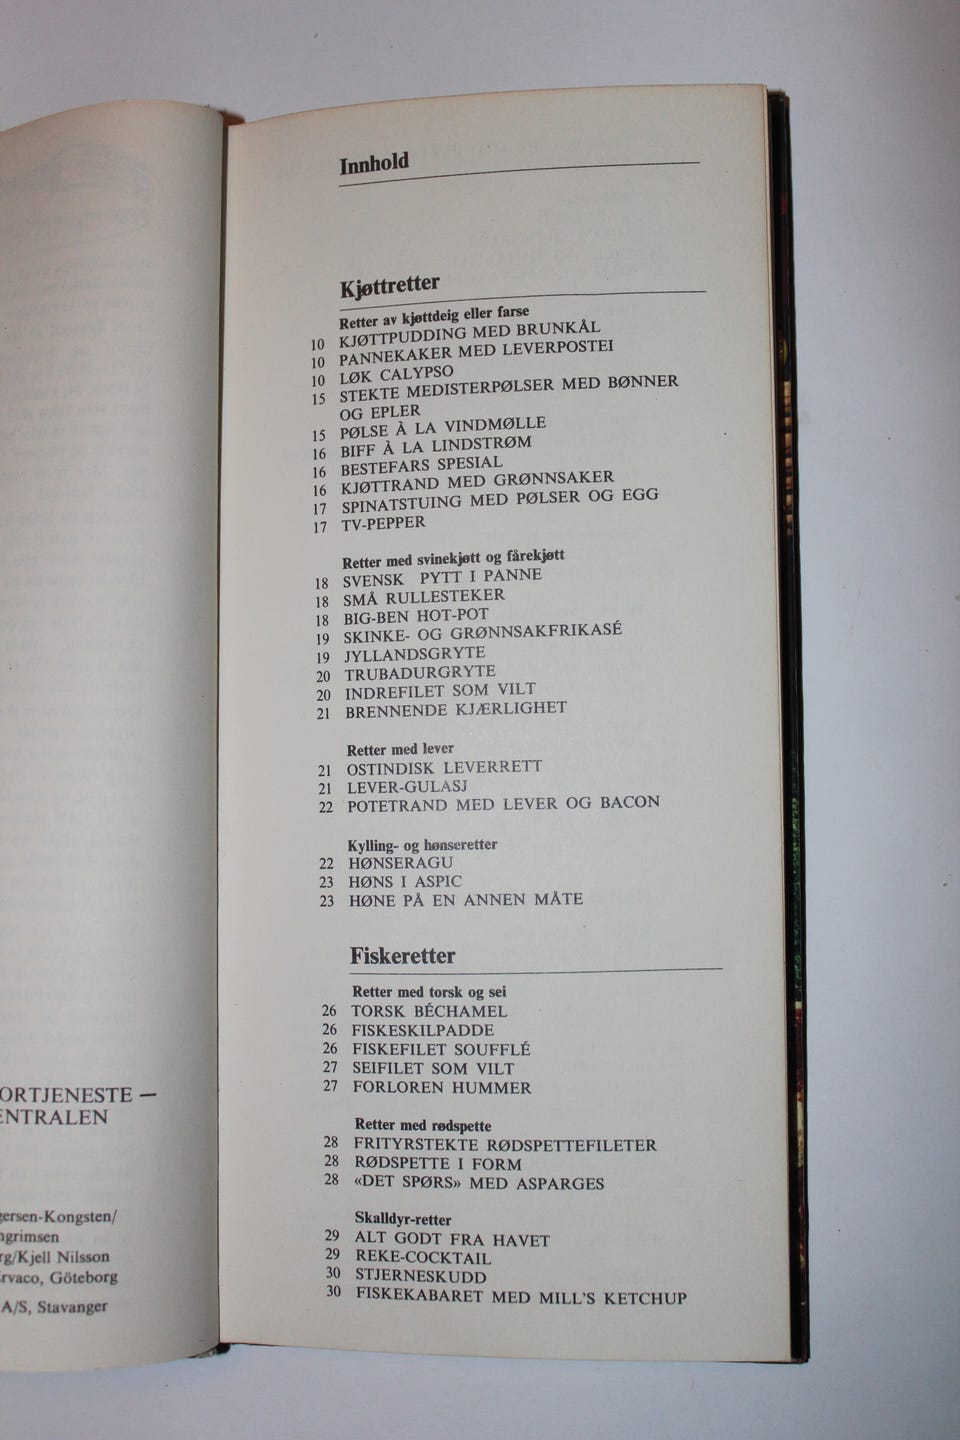 ORTJENESTE —
ENTRALEN
ersen-Kongsten/
ngrimsen
rg/Kjell Nilsson
rvaco, Göteborg
A/S, Stavanger
Innhold
Kjøttretter
Retter av kjøttdeig eller farse
10 KJØTTPUDDING MED BRUNKÅL
10 PANNEKAKER MED LEVERPOSTEI
10 LØK CALYPSO
15 STEKTE MEDISTERPØLSER MED BØNNER
OG EPLER
15 PØLSE À LA VINDMØLLE
16 BIFF À LA LINDSTRØM
16 BESTEFARS SPESIAL
16 KJØTTRAND MED GRØNNSAKER
17 SPINATSTUING MED PØLSER OG EGG
17 TV-PEPPER
Retter med svinekjøtt og fårekjøtt
18 SVENSK PYTT I PANNE
18 SMÅ RULLESTEKER
18 BIG-BEN HOT-POT
19 SKINKE- OG GRØNNSAKFRIKASÉ
19 JYLLANDSGRYTE
20 TRUBADURGRYTE
20 INDREFILET SOM VILT
21 BRENNENDE KJÆRLIGHET
Retter med lever
21 OSTINDISK LEVERRETT
21 LEVER-GULASJ
22 POTETRAND MED LEVER OG BACON
Kylling- og hønseretter
22 HØNSERAGU
23 HØNS I ASPIC
23 HØNE PÅ EN ANNEN MÅTE
Fiskeretter
Retter med torsk og sei
26 TORSK BÉCHAMEL
26 FISKESKILPADDE
26 FISKEFILET SOUFFLÉ
27 SEIFILET SOM VILT
27 FORLOREN HUMMER
Retter med rødspette
28 FRITYRSTEKTE RØDSPETTEFILETER
28 RØDSPETTE I FORM
28 «DET SPØRS» MED ASPARGES
Skalldyr-retter
29 ALT GODT FRA HAVET
29 REKE-COCKTAIL
30 STJERNESKUDD
30 FISKEKABARET MED MILL'S KETCHUP